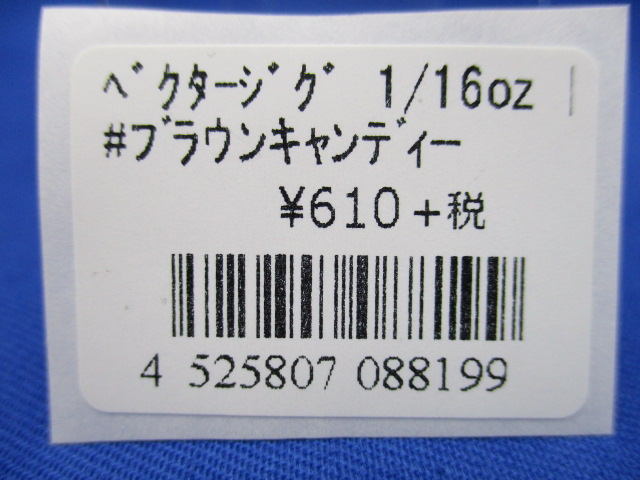 ﾍﾞｸﾀｰｼﾞｸﾞ 1/16oz
#ブラウンキャンディー
¥610+税
4 525807 088199